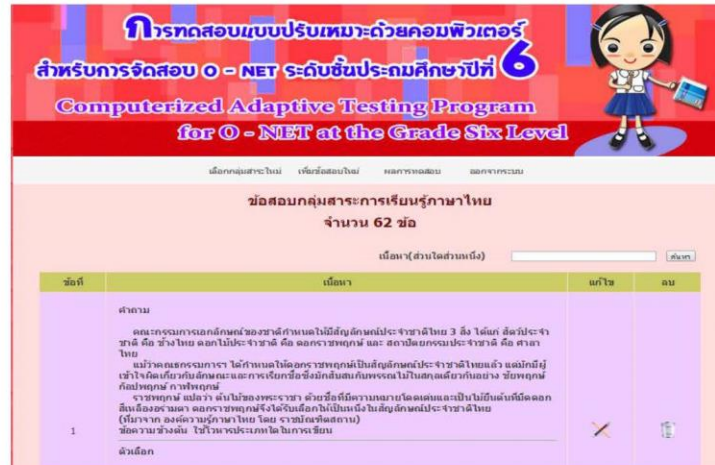 การทดสอบแบบปรับเหมาะด้วยคอมพิวเตอร์
สำหรับการจัดสอบ O - NET ระดับชั้นประถมศึกษาปีที่ 6
Computerized Adaptive Testing Program
for O - NET at the Grade Six Level
เลือกกลุ่มสาระใหม่ เพิ่มข้อสอบใหม่ ผลการทดสอบ ออกจากระบบ
ข้อสอบกลุ่มสาระการเรียนรู้ภาษาไทย
จำนวน 62 ข้อ
เนื้อหา(ส่วนใดส่วนหนึ่ง) ค้นหา
ข้อที่ เนื้อหา แก้ไข ลบ
คำถาม
คณะกรรมการเอกลักษณ์ของชาติกำหนดให้มีสัญลักษณ์ประจำชาติไทย 3 สิ่ง ได้แก่ สัตว์ประจำ
ชาติ คือ ช้างไทย ดอกไม้ประจำชาติ คือ ดอกราชพฤกษ์ และ สถาปัตยกรรมประจำชาติ คือ ศาลา
ไทย
แม้ว่าคณะกรรมการฯ ได้กำหนดให้ดอกราชพฤกษ์เป็นสัญลักษณ์ประจำชาติไทยแล้ว แต่มักมีผู้
เข้าใจผิดเกี่ยวกับลักษณะและการเรียกชื่อซึ่งมักสับสนกับพรรณไม้ในสกุลเดียวกันอย่าง ชัยพฤกษ์
กัลปพฤกษ์ กาฬพฤกษ์
ราชพฤกษ์ แปลว่า ต้นไม้ของพระราชา ด้วยชื่อที่มีความหมายโดดเด่นและเป็นไม้ยืนต้นที่มีดอก
สีเหลืองอร่ามตา ดอกราชพฤกษ์จึงได้รับเลือกให้เป็นหนึ่งในสัญลักษณ์ประจำชาติไทย
(ที่มาจาก องค์ความรู้ภาษาไทย โดย ราชบัณฑิตสถาน)
1 ข้อความข้างต้น ใช้โวหารประเภทใดในการเขียน
ตัวเลือก